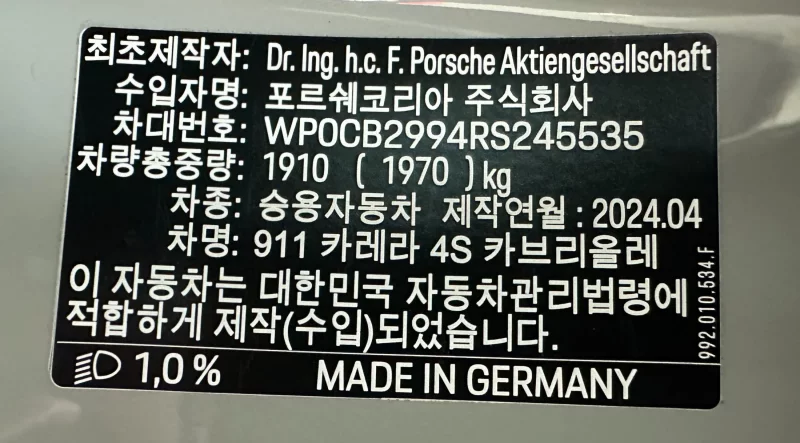 최초제작자: Dr. Ing. h.c. F. Porsche Aktiengesellschaft
수입자명: 포르쉐코리아 주식회사
차대번호: WP0CB2994RS245535
차량총중량: 1910 ( 1970 ) kg
차종: 승용자동차 제작연월 : 2024.04
차명: 911 카레라 4S 카브리올레
이 자동차는 대한민국 자동차관리법령에
적합하게 제작(수입)되었습니다.
992.010.534.F
1,0 % MADE IN GERMANY